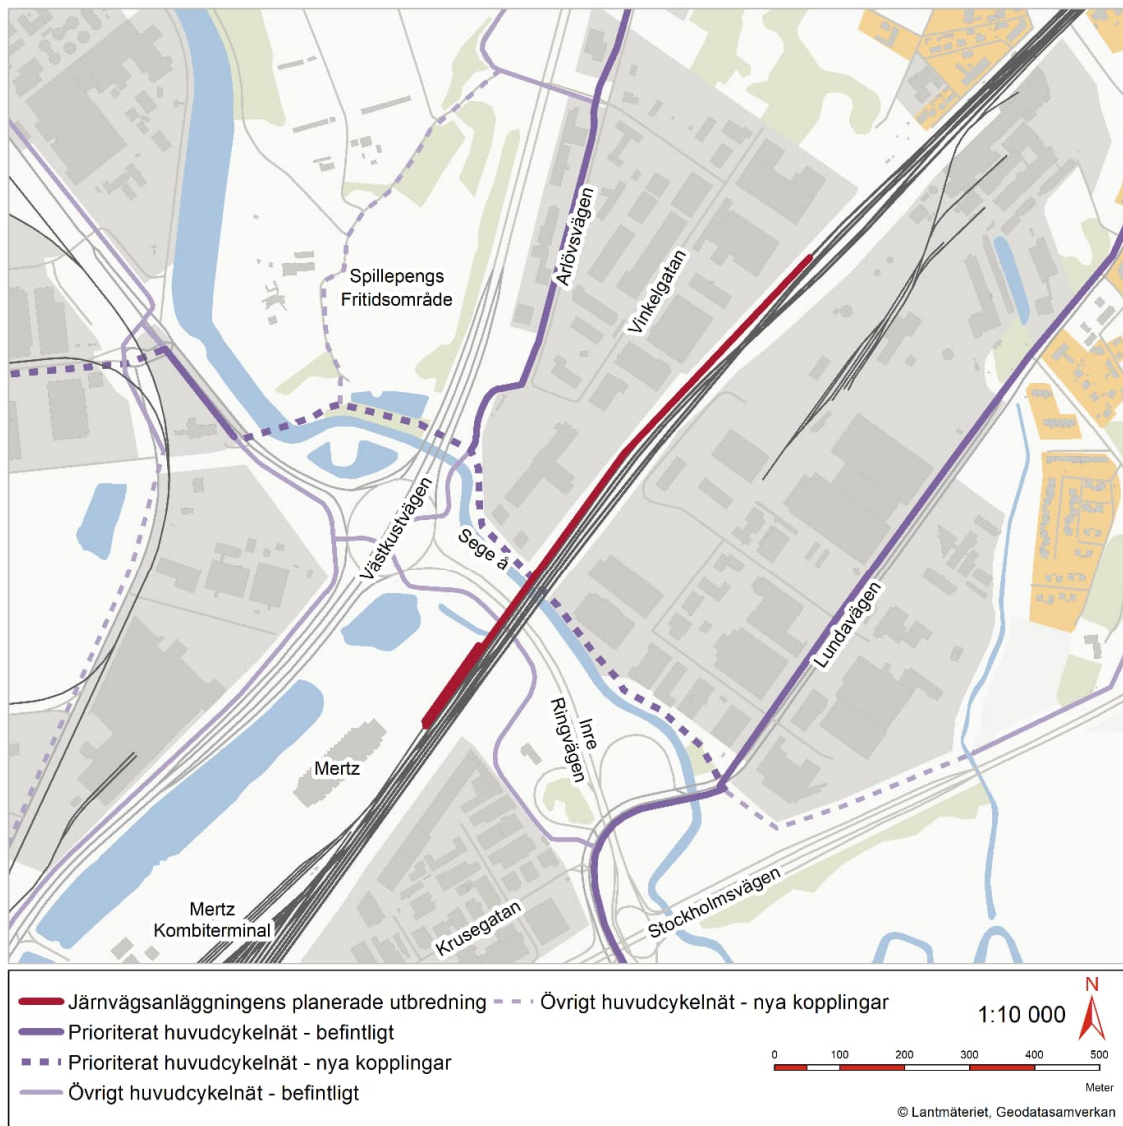 Arlövsvägen
Vinkelgatan
Spillepengs
Fritidsområde
Västkustvägen
Sege å
Lundavägen
Inre
Ringvägen
Mertz
Mertz
Kombiterminal
Krusegatan
Stockholmsvägen
Järnvägsanläggningens planerade utbredning
Prioriterat huvudcykelnät - befintligt
Prioriterat huvudcykelnät - nya kopplingar
Övrigt huvudcykelnät - befintligt
Övrigt huvudcykelnät - nya kopplingar
1:10 000
N
0 100 200 300 400 500
Meter
© Lantmäteriet, Geodatasamverkan